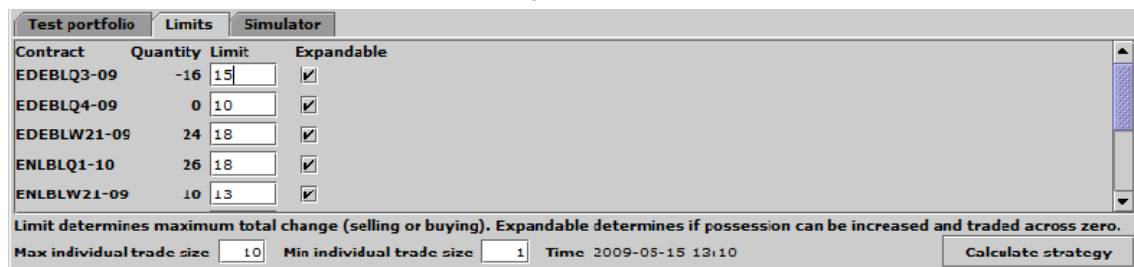 Test portfolio Limits Simulator
Contract Quantity Limit Expandable
EDEBLQ3-09 -16 15
EDEBLQ4-09 0 10
EDEBLW21-09 24 18
ENLBLQ1-10 26 18
ENLBLW21-09 10 13
Limit determines maximum total change (selling or buying). Expandable determines if possession can be increased and traded across zero.
Max individual trade size 10 Min individual trade size 1 Time 2009-05-15 13:10 Calculate strategy